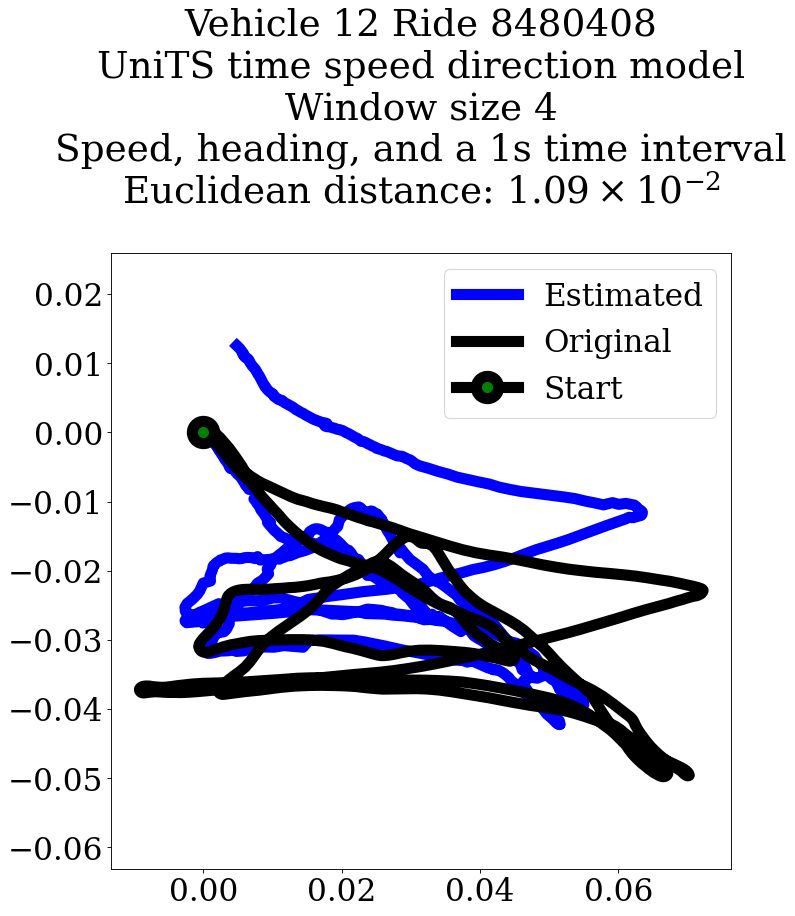 Vehicle 12 Ride 8480408
UniTS time speed direction model
Window size 4
Speed, heading, and a 1s time interval
Euclidean distance: 1.09 × 10⁻²
Estimated
Original
Start
0.02
0.01
0.00
−0.01
−0.02
−0.03
−0.04
−0.05
−0.06
0.00 0.02 0.04 0.06